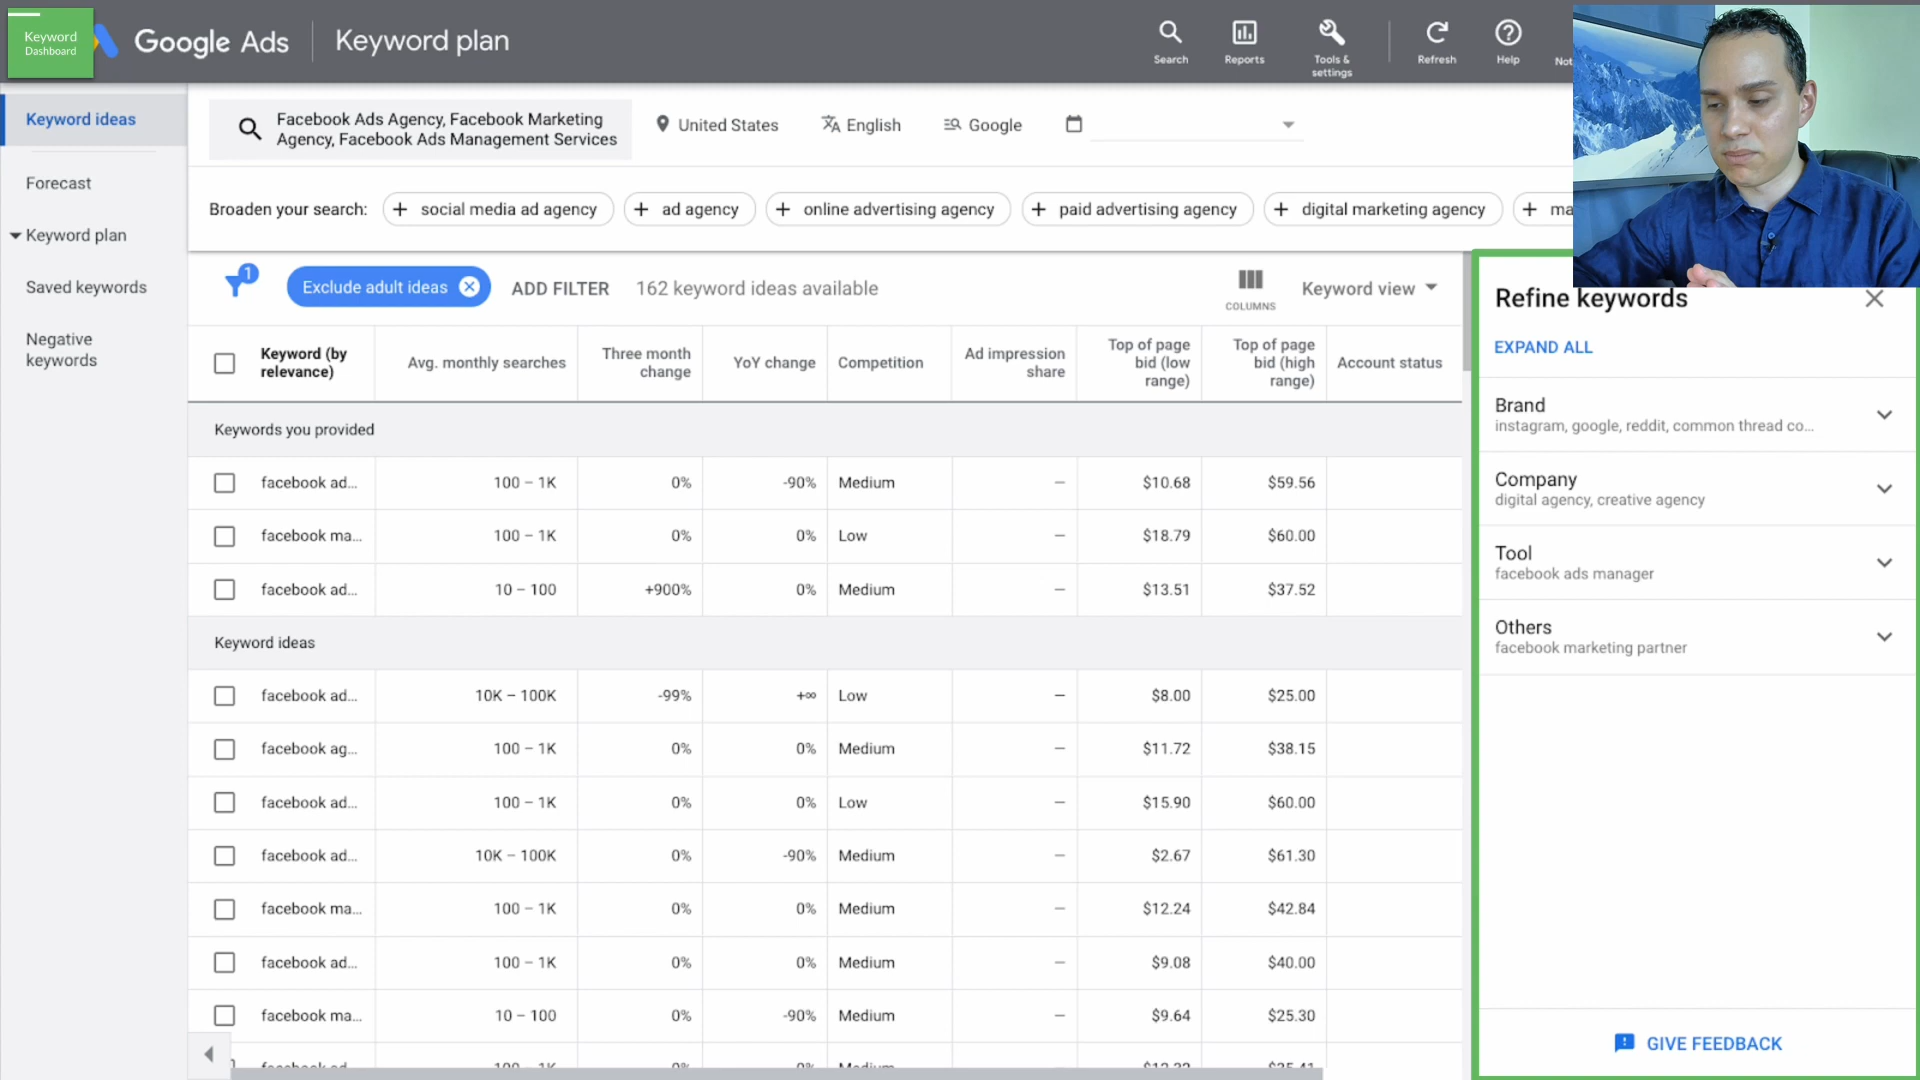 Keyword
Dashboard
Google Ads
Keyword plan
Search
Reports
Tools &
settings
Refresh
Help
Not
Keyword ideas
Forecast
Keyword plan
Saved keywords
Negative
keywords
Facebook Ads Agency, Facebook Marketing
Agency, Facebook Ads Management Services
United States
English
Google
Broaden your search:
+ social media ad agency
+ ad agency
+ online advertising agency
+ paid advertising agency
+ digital marketing agency
+ ma
1
Exclude adult ideas
ADD FILTER
162 keyword ideas available
COLUMNS
Keyword view
Keyword (by
relevance)
Avg. monthly searches
Three month
change
YoY change
Competition
Ad impression
share
Top of page
bid (low
range)
Top of page
bid (high
range)
Account status
Keywords you provided
facebook ad... 100 – 1K 0% -90% Medium – $10.68 $59.56
facebook ma... 100 – 1K 0% 0% Low – $18.79 $60.00
facebook ad... 10 – 100 +900% 0% Medium – $13.51 $37.52
Keyword ideas
facebook ad... 10K – 100K -99% +∞ Low – $8.00 $25.00
facebook ag... 100 – 1K 0% 0% Medium – $11.72 $38.15
facebook ad... 100 – 1K 0% 0% Low – $15.90 $60.00
facebook ad... 10K – 100K 0% -90% Medium – $2.67 $61.30
facebook ma... 100 – 1K 0% 0% Medium – $12.24 $42.84
facebook ad... 100 – 1K 0% 0% Medium – $9.08 $40.00
facebook ma... 10 – 100 0% -90% Medium – $9.64 $25.30
Refine keywords
EXPAND ALL
Brand
instagram, google, reddit, common thread co...
Company
digital agency, creative agency
Tool
facebook ads manager
Others
facebook marketing partner
GIVE FEEDBACK